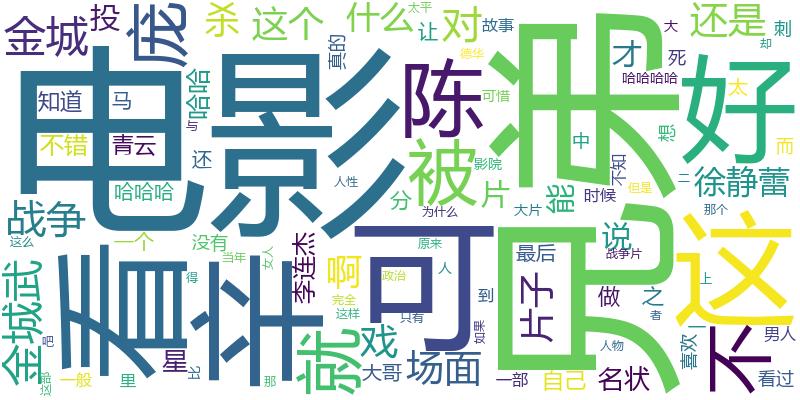 金城
投
庞
杀
这个
什么
太平
让
对
故事
还是
大
刺
却
德华
真的
才
死
哈哈哈哈
太
知道
马
哈哈
电影
陈
可惜
亲
好
不错
青云
与
还
被
影院
中
想
而
哈哈哈
人性
分
片
能
不知
时候
但是
二
徐静蕾
战争
为什么
大片
那个
这么
一个
没有
当年
女人
李连杰
原来
最后
说
战争片
上
这
看
辛
可
兄
金城武
得
啊
政治
人
片子
做
之
者
完全
这样
只有
到
如果
不
男人
喜欢
星
比
那
就
戏
大哥
场面
人物
一部
自己
名状
看过
这部
一般
里